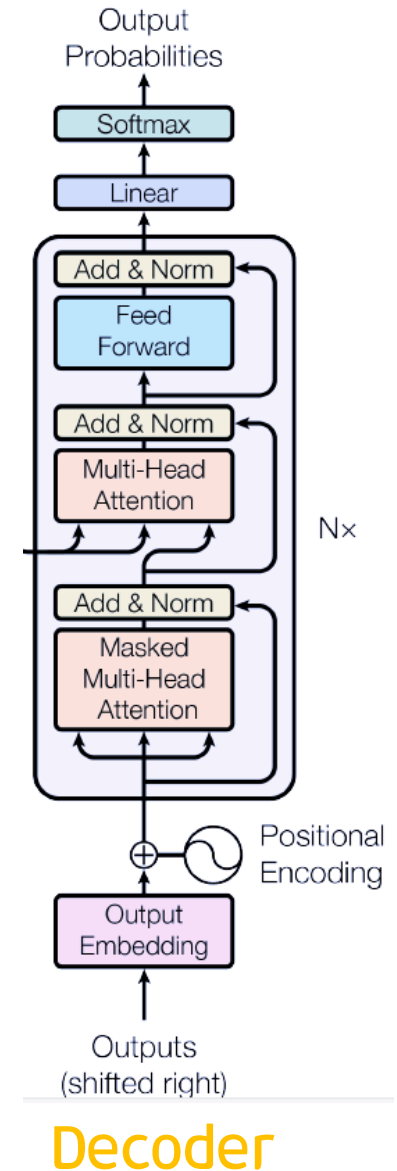 Output
Probabilities
Softmax
Linear
Add & Norm
Feed
Forward
Add & Norm
Multi-Head
Attention
N×
Add & Norm
Masked
Multi-Head
Attention
Positional
Encoding
Output
Embedding
Outputs
(shifted right)
Decoder